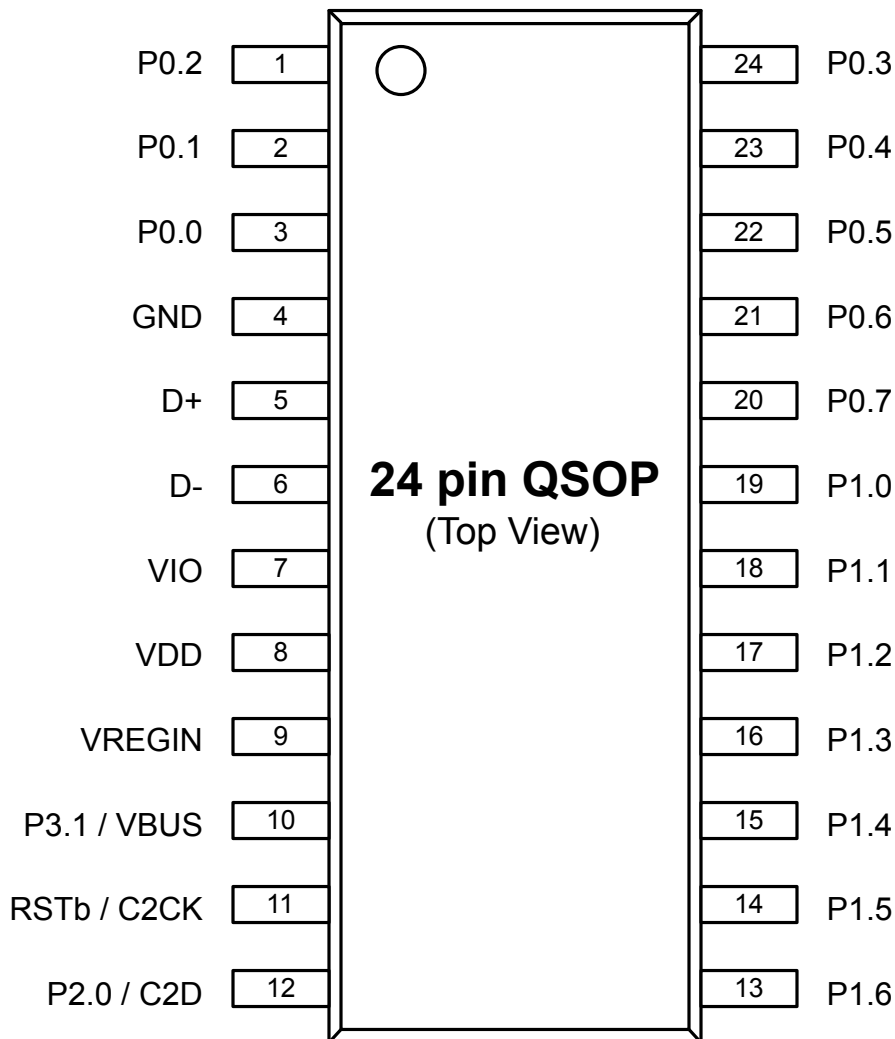 P0.2 1 24 P0.3
P0.1 2 23 P0.4
P0.0 3 22 P0.5
GND 4 21 P0.6
D+ 5 20 P0.7
D- 6 19 P1.0
24 pin QSOP
(Top View)
VIO 7 18 P1.1
VDD 8 17 P1.2
VREGIN 9 16 P1.3
P3.1 / VBUS 10 15 P1.4
RSTb / C2CK 11 14 P1.5
P2.0 / C2D 12 13 P1.6